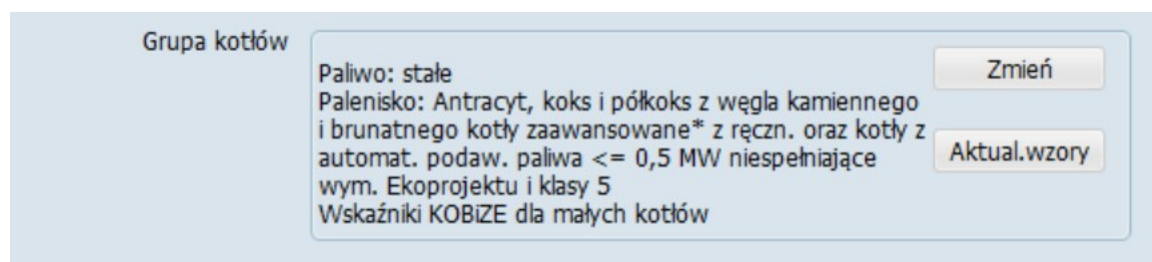 Grupa kotłów
Paliwo: stałe
Zmień
Palenisko: Antracyt, koks i półkoks z węgla kamiennego
i brunatnego kotły zaawansowane* z ręczn. oraz kotły z
automat. podaw. paliwa <= 0,5 MW niespełniające
Aktual.wzory
wym. Ekoprojektu i klasy 5
Wskaźniki KOBiZE dla małych kotłów